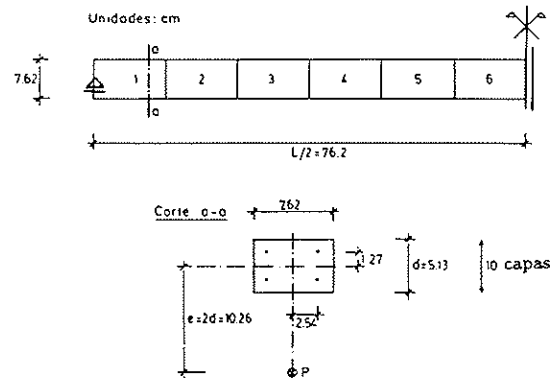 Unidades: cm
a
7.62
1 2 3 4 5 6
a
L/2=76.2
Corte a-a
7.62
1.27
d=5.13
10 capas
e=2d=10.26
2.54
P